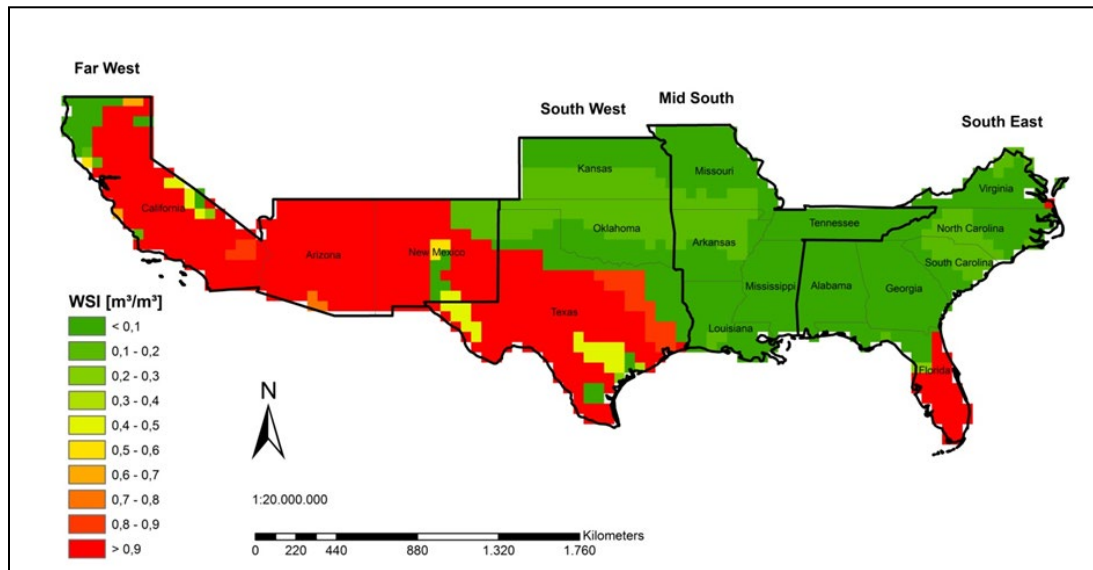 Far West
South West
Mid South
South East
Kansas
Missouri
Virginia
California
Oklahoma
Tennessee
North Carolina
Arkansas
Arizona
New Mexico
South Carolina
Mississippi
Alabama
Georgia
Texas
Louisiana
Florida
WSI [m³/m³]
< 0,1
0,1 - 0,2
0,2 - 0,3
0,3 - 0,4
0,4 - 0,5
0,5 - 0,6
0,6 - 0,7
0,7 - 0,8
0,8 - 0,9
> 0,9
N
1:20.000.000
Kilometers
0 220 440 880 1.320 1.760